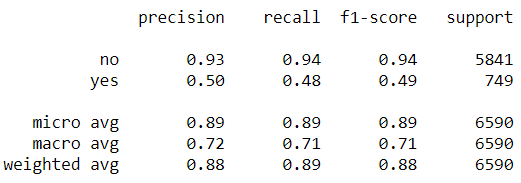 precision recall f1-score support
no 0.93 0.94 0.94 5841
yes 0.50 0.48 0.49 749
micro avg 0.89 0.89 0.89 6590
macro avg 0.72 0.71 0.71 6590
weighted avg 0.88 0.89 0.88 6590